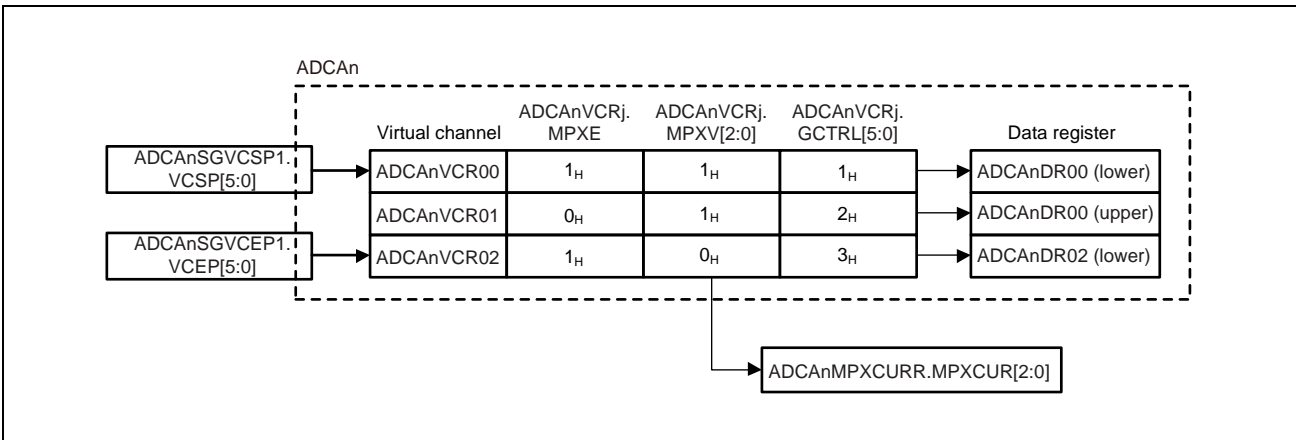 ADCAn
ADCAnVCRj. ADCAnVCRj. ADCAnVCRj.
Virtual channel MPXE MPXV[2:0] GCTRL[5:0] Data register
ADCAnSGVCSP1.
VCSP[5:0]
ADCAnVCR00 1H 1H 1H ADCAnDR00 (lower)
ADCAnVCR01 0H 1H 2H ADCAnDR00 (upper)
ADCAnSGVCEP1.
VCEP[5:0]
ADCAnVCR02 1H 0H 3H ADCAnDR02 (lower)
ADCAnMPXCURR.MPXCUR[2:0]